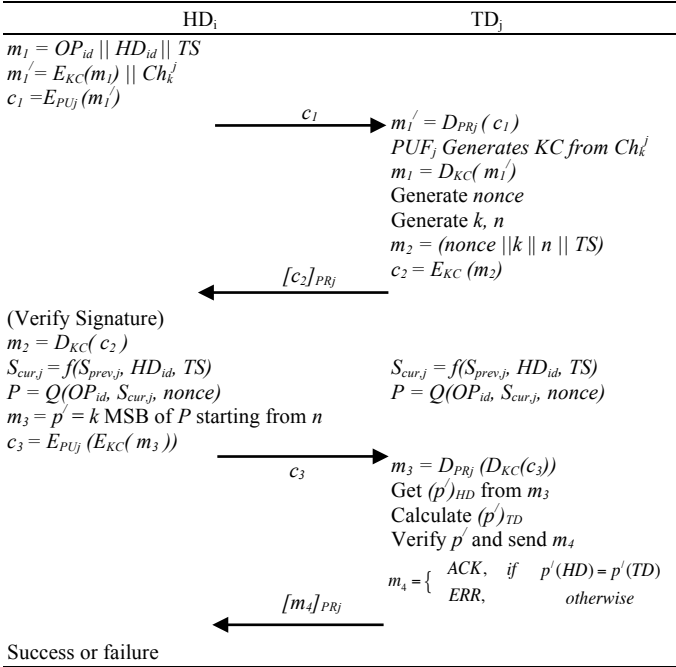 HDi TDj
m1 = OPid || HDid || TS
m1/ = EKC(m1) || Chkj
c1 =EPUj (m1/)
c1
m1/ = DPRj ( c1 )
PUFj Generates KC from Chkj
m1 = DKC( m1/)
Generate nonce
Generate k, n
m2 = (nonce ||k || n || TS)
c2 = EKC (m2)
[c2]PRj
(Verify Signature)
m2 = DKC( c2 )
Scur,j = f(Sprev,j, HDid, TS) Scur,j = f(Sprev,j, HDid, TS)
P = Q(OPid, Scur,j, nonce) P = Q(OPid, Scur,j, nonce)
m3 = p/ = k MSB of P starting from n
c3 = EPUj (EKC( m3 ))
c3
m3 = DPRj (DKC(c3))
Get (p/)HD from m3
Calculate (p/)TD
Verify p/ and send m4
m4 = { ACK, if p/(HD) = p/(TD)
ERR, otherwise
[m4]PRj
Success or failure